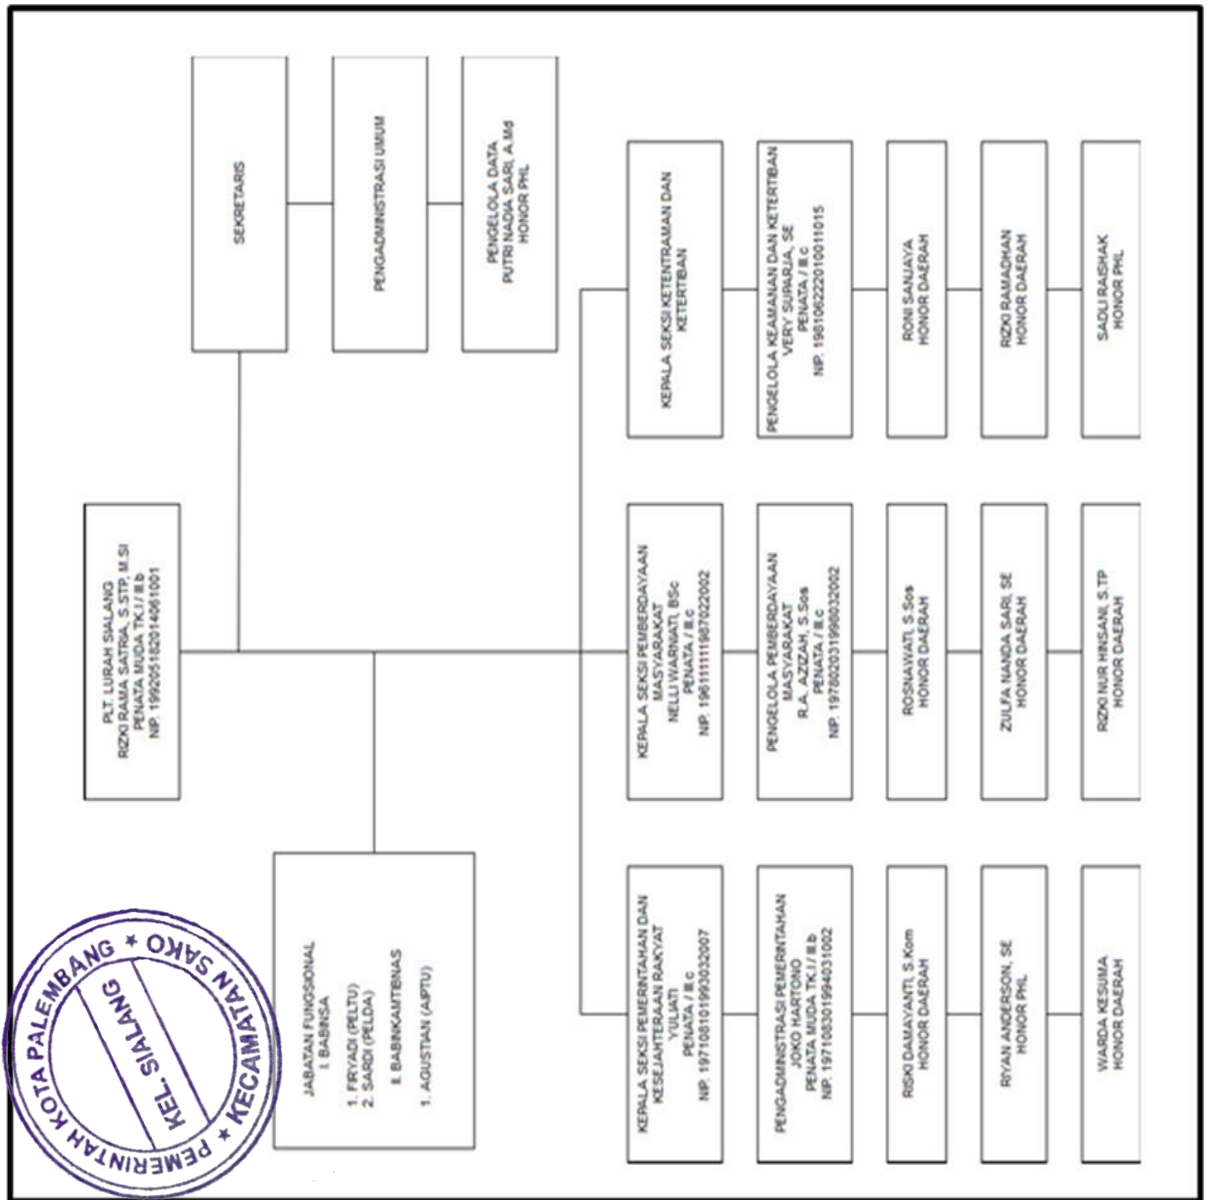 PLT. LURAH SIALANG
RIZKI RAMA SATRIA, S.STP, M.SI
PENATA MUDA TK.I / III.b
NIP. 199205182014061001
SEKRETARIS
PENGADMINISTRASI UMUM
PENGELOLA DATA
PUTRI NADIA SARI, A.Md
HONOR PHL
JABATAN FUNGSIONAL
I. BABINSA
1. FIRYADI (PELTU)
2. SARDI (PELDA)
II. BABINKAMTIBNAS
1. AGUSTIAN (AIPTU)
KEPALA SEKSI PEMERINTAHAN DAN
KESEJAHTERAAN RAKYAT
YULIATI
PENATA / III.c
NIP. 197108101993032007
PENGADMINISTRASI PEMERINTAHAN
JOKO HARTONO
PENATA MUDA TK.I / III.b
NIP. 197108301994031002
RISKI DAMAYANTI, S.Kom
HONOR DAERAH
RIYAN ANDERSON, SE
HONOR PHL
WARDA KESUMA
HONOR DAERAH
KEPALA SEKSI PEMBERDAYAAN
MASYARAKAT
NELLI WARNIATI, BSc
PENATA / III.c
NIP. 196111111987022002
PENGELOLA PEMBERDAYAAN
MASYARAKAT
R.A. AZIZAH, S.Sos
PENATA / III.c
NIP. 197802031998032002
ROSNAWATI, S.Sos
HONOR DAERAH
ZULFA NANDA SARI, SE
HONOR DAERAH
RIZKI NUR HINSANI, S.TP
HONOR DAERAH
KEPALA SEKSI KETENTRAMAN DAN
KETERTIBAN
PENGELOLA KEAMANAN DAN KETERTIBAN
VERY SUPARJA, SE
PENATA / III.c
NIP. 198106222010011015
RONI SANJAYA
HONOR DAERAH
RIZKI RAMADHAN
HONOR DAERAH
SADLI RAISHAK
HONOR PHL
PEMERINTAH KOTA PALEMBANG
KECAMATAN SAKO
KEL. SIALANG